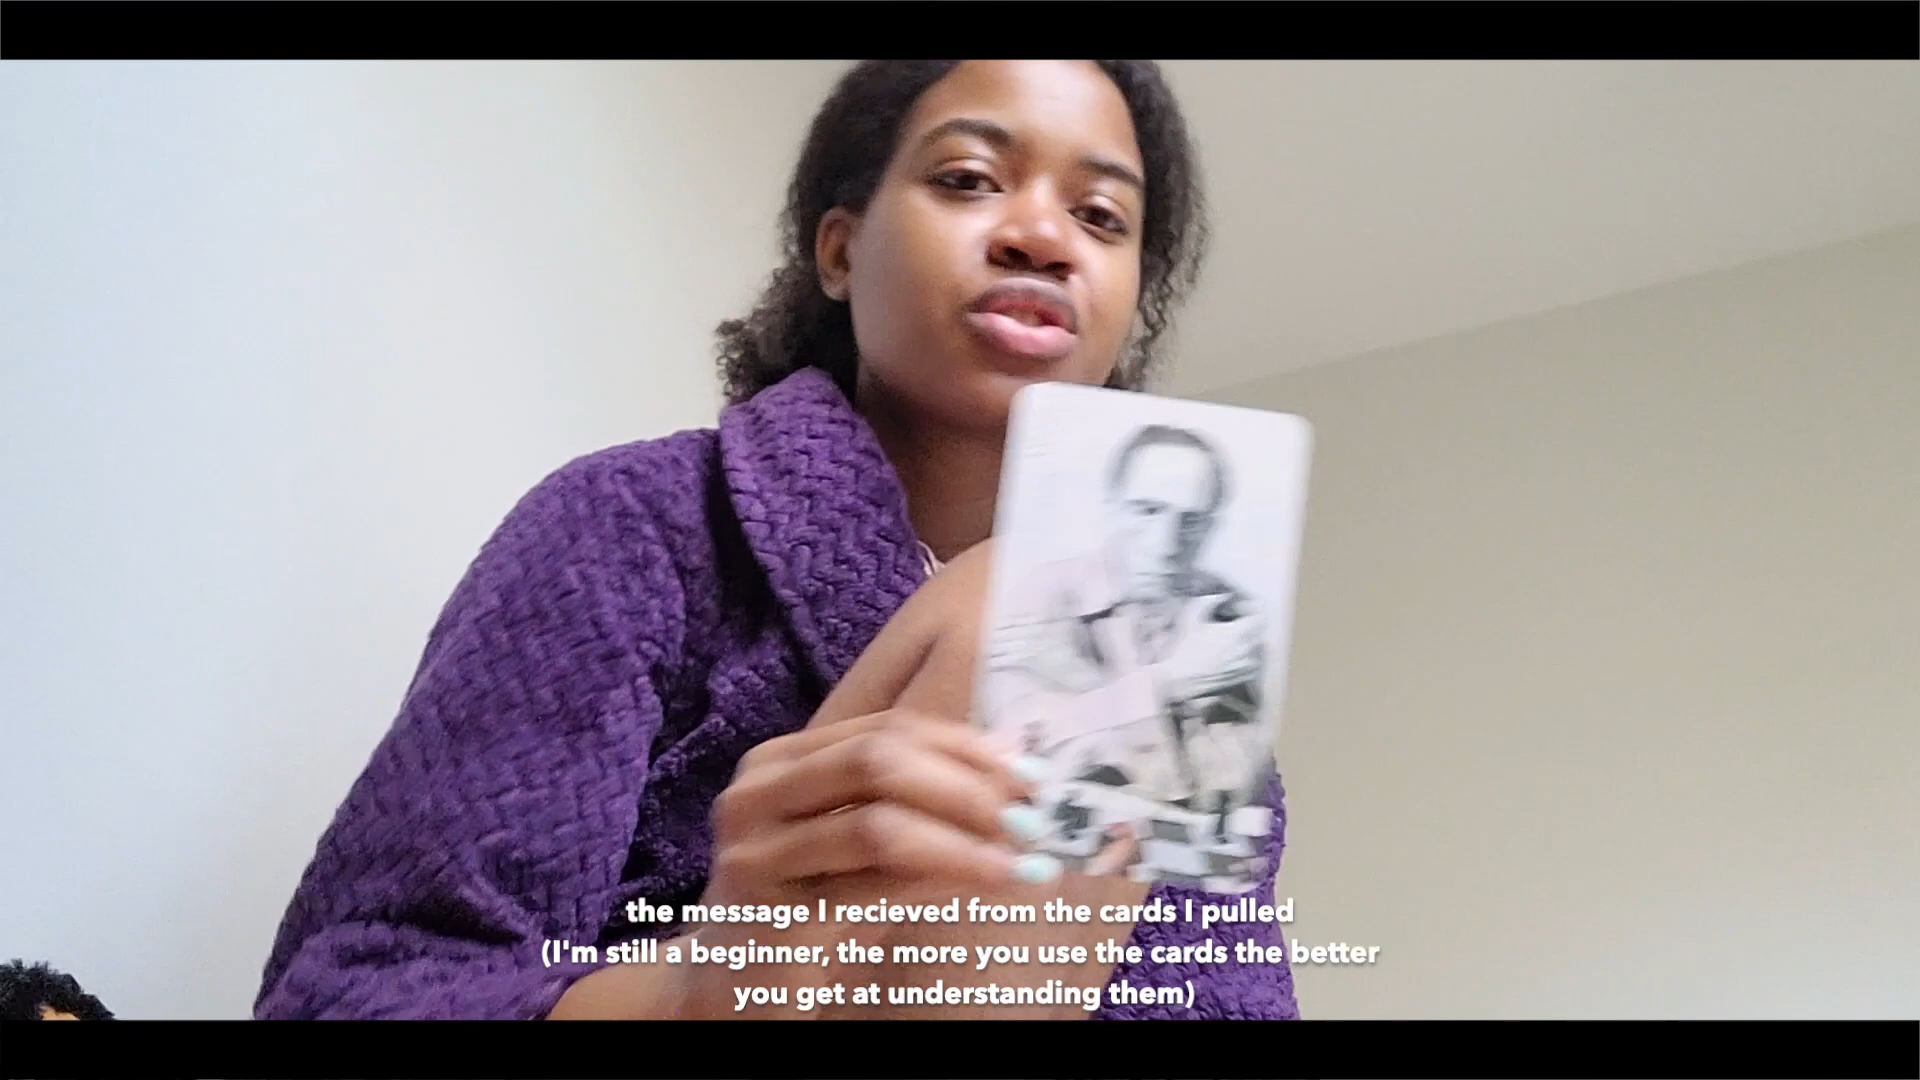 the message I recieved from the cards I pulled
(I'm still a beginner, the more you use the cards the better
you get at understanding them)